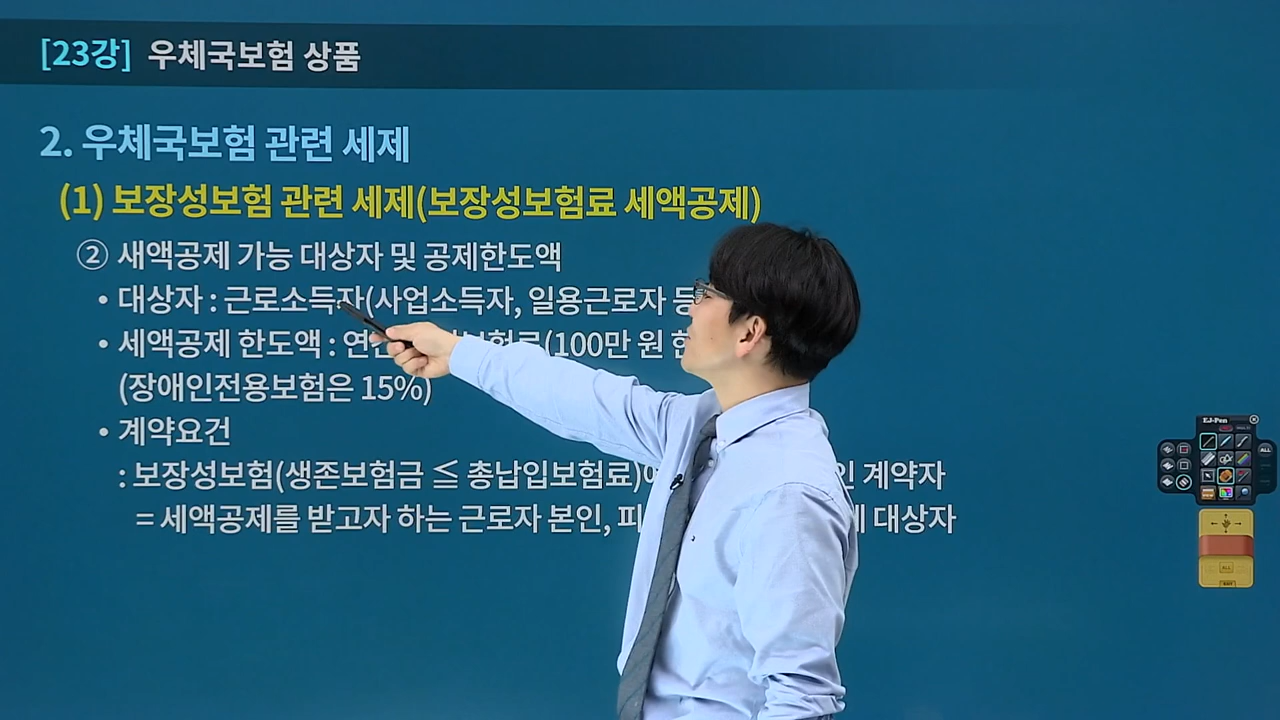 [23강] 우체국보험 상품
2. 우체국보험 관련 세제
(1) 보장성보험 관련 세제(보장성보험료 세액공제)
② 새액공제 가능 대상자 및 공제한도액
• 대상자 : 근로소득자(사업소득자, 일용근로자 등
• 세액공제 한도액 : 연 보험료(100만 원 한
(장애인전용보험은 15%)
• 계약요건
: 보장성보험(생존보험금 ≦ 총납입보험료)에 인 계약자
= 세액공제를 받고자 하는 근로자 본인, 피 대상자
EJ-Pen
ALL
ALL
EXIT